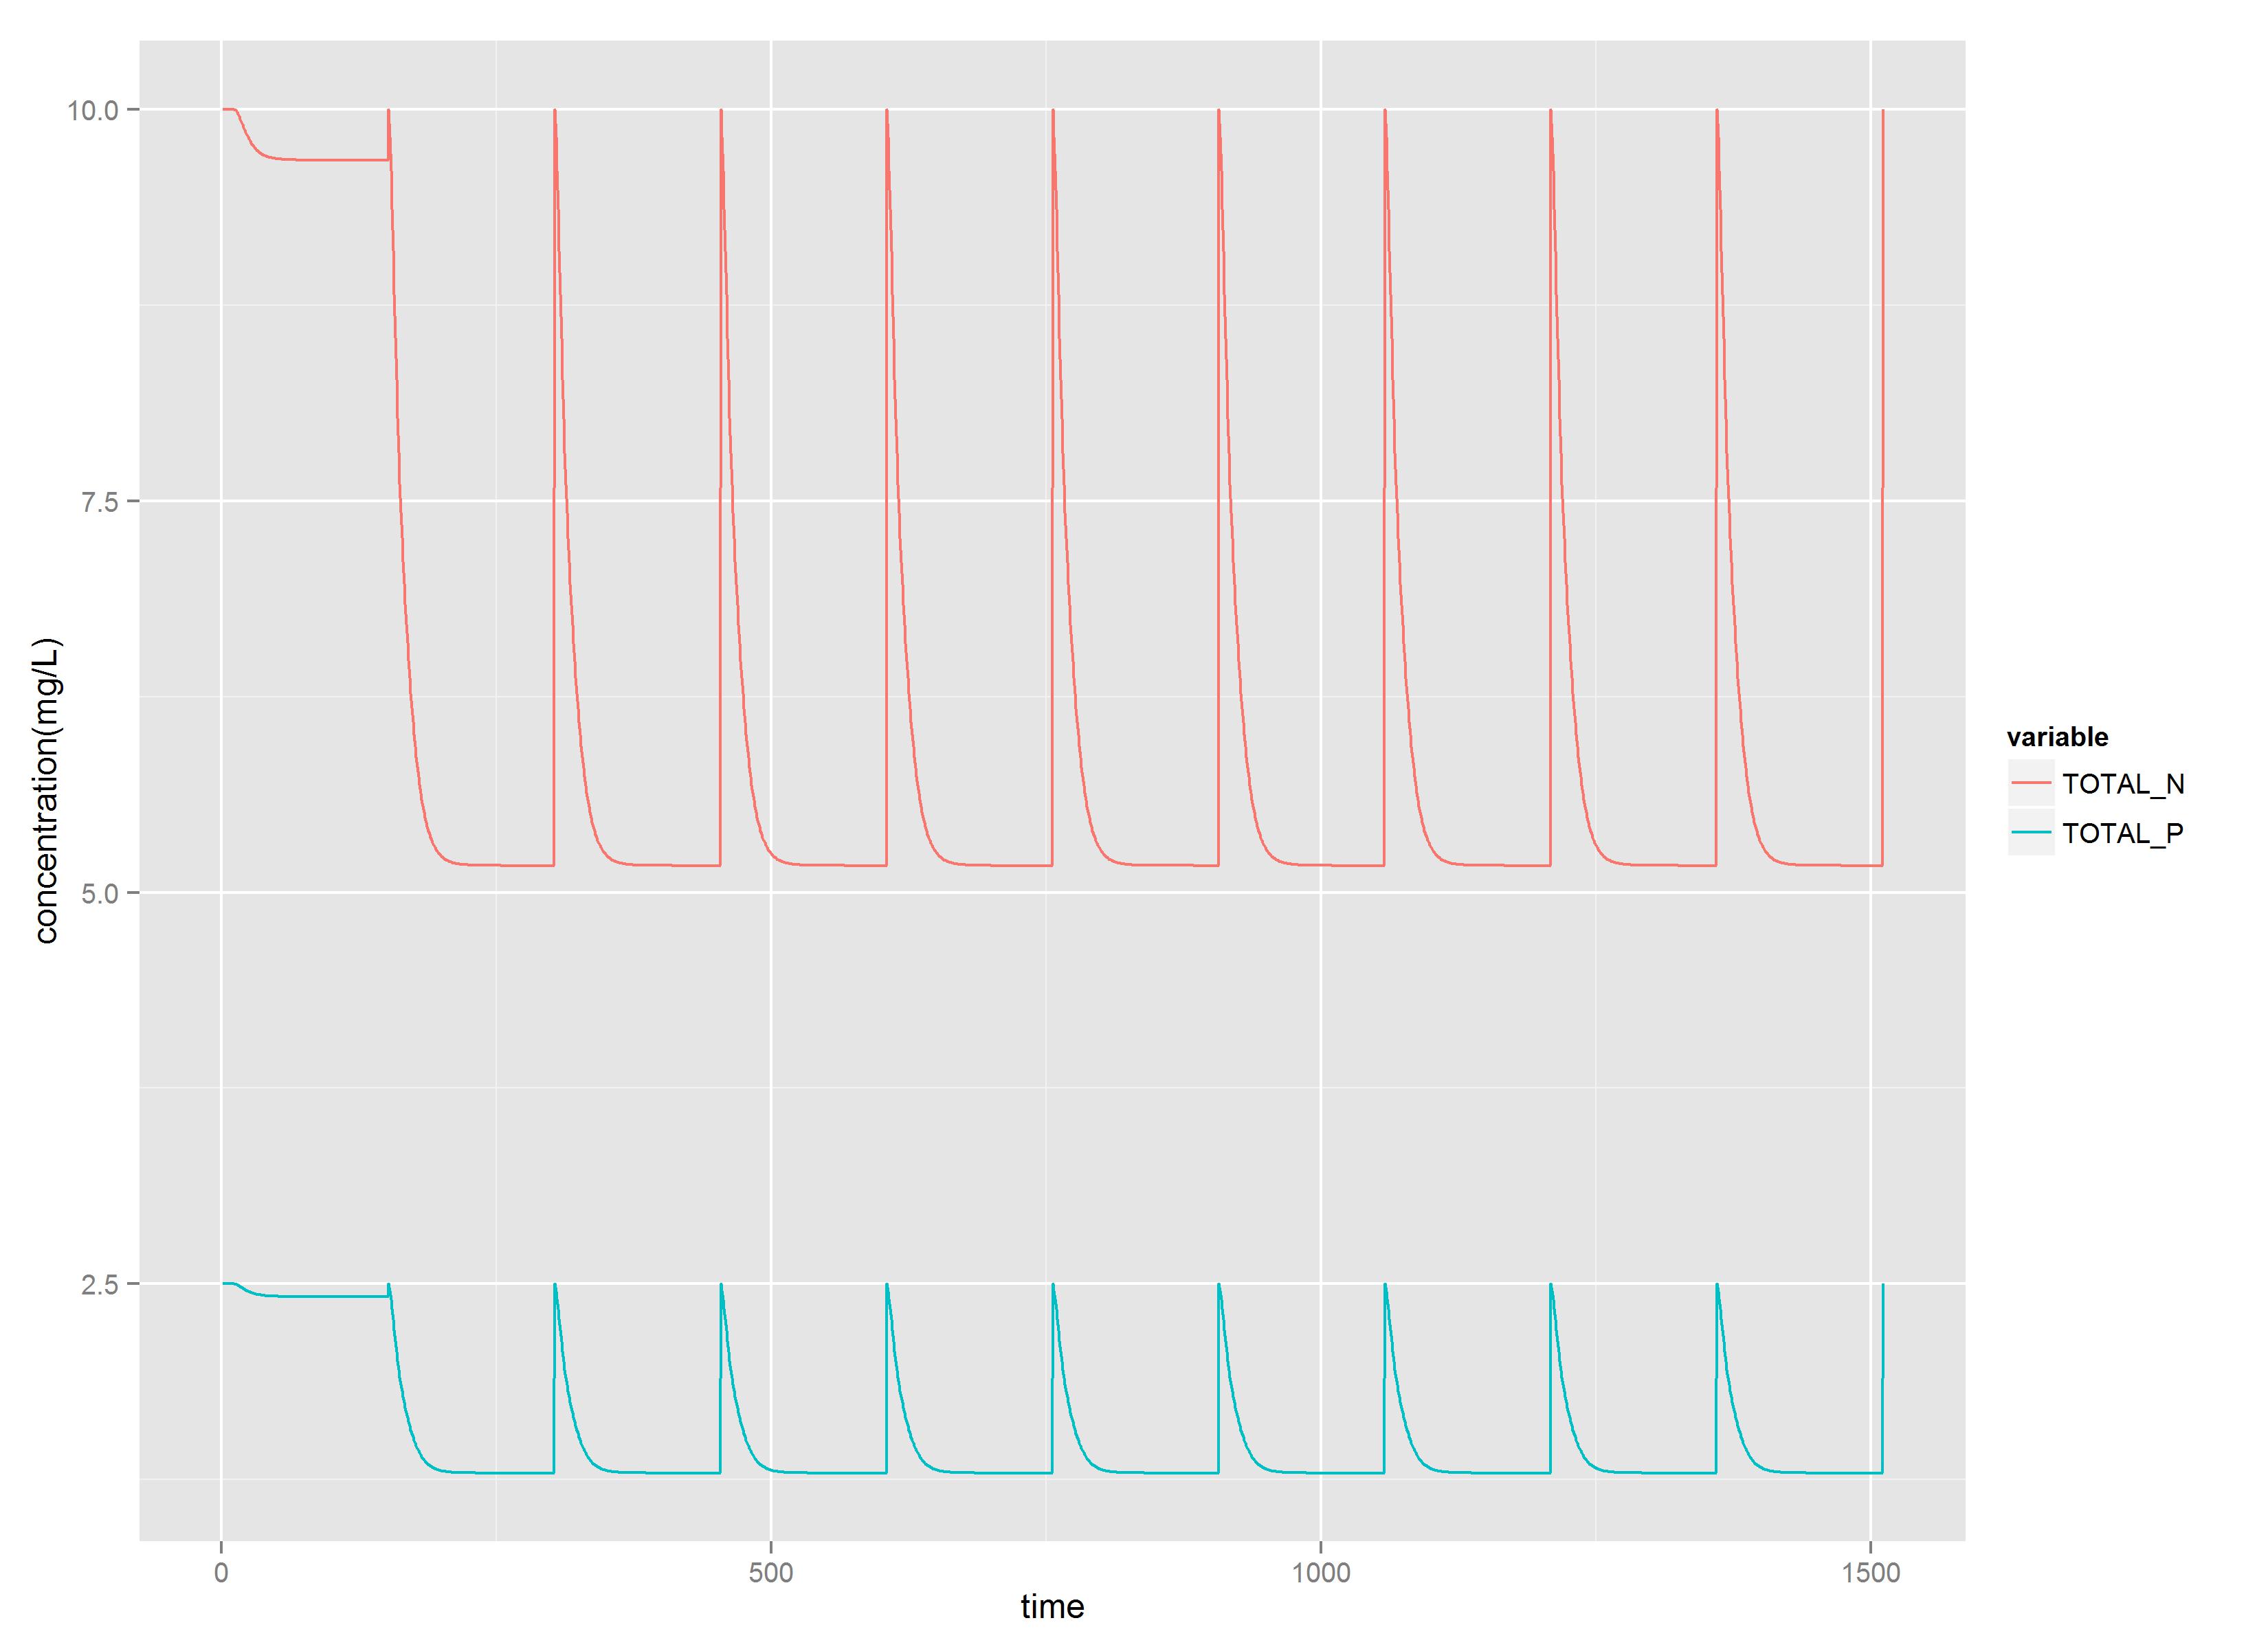 10.0
7.5
5.0
2.5
concentration(mg/L)
0
500
1000
1500
time
variable
TOTAL_N
TOTAL_P